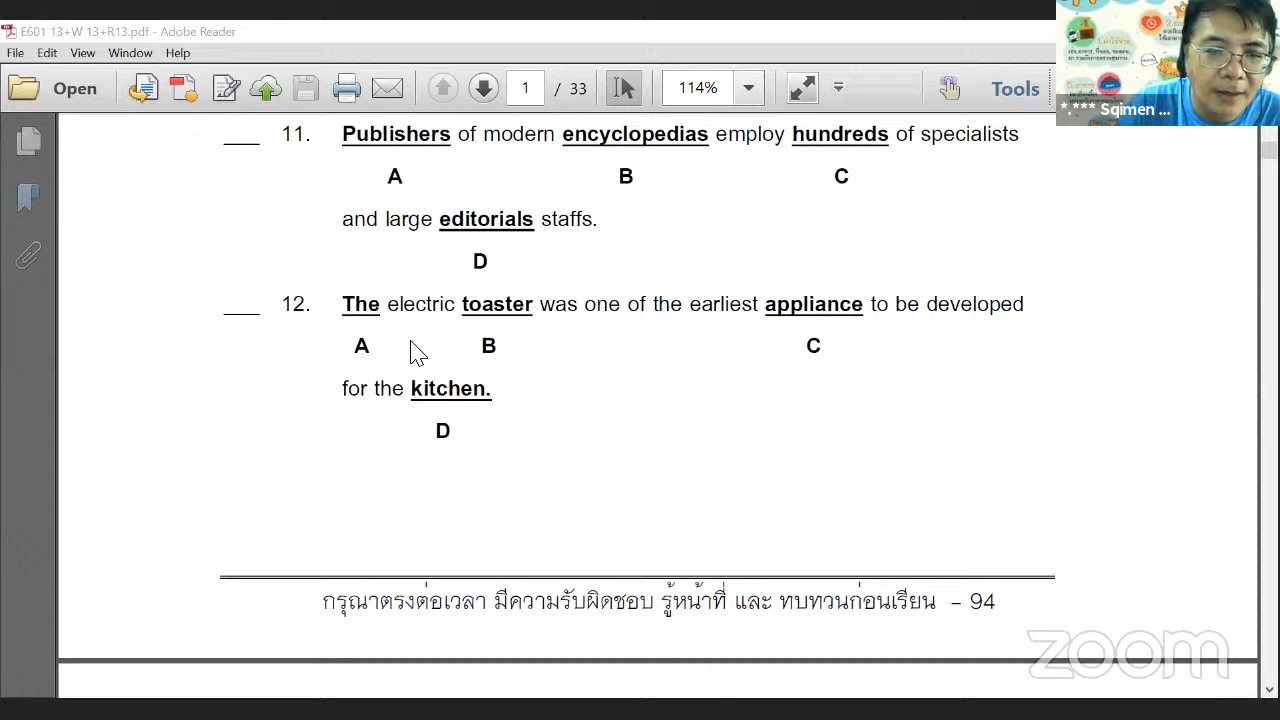 E601 13+W 13+R13.pdf - Adobe Reader
File Edit View Window Help
Open 1 / 33 114% Tools
*.*** Sqimen ...
___ 11. Publishers of modern encyclopedias employ hundreds of specialists
A B C
and large editorials staffs.
D
___ 12. The electric toaster was one of the earliest appliance to be developed
A B C
for the kitchen.
D
กรุณาตรงต่อเวลา มีความรับผิดชอบ รู้หน้าที่ และ ทบทวนก่อนเรียน – 94
zoom